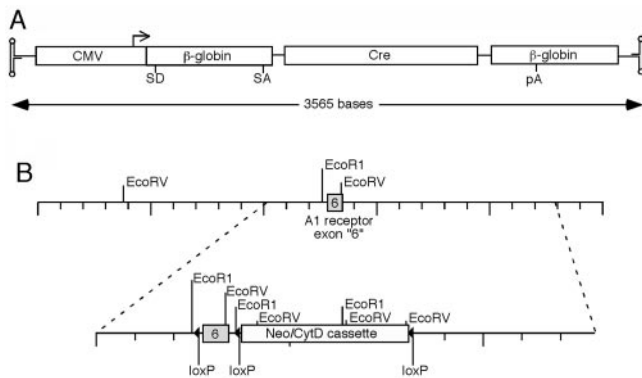 A
CMV β-globin Cre β-globin
SD SA pA
3565 bases
B
EcoR1
EcoRV EcoRV
6
A1 receptor
exon "6"
EcoR1
EcoRV
EcoR1 EcoR1
EcoRV EcoRV EcoRV
6 Neo/CytD cassette
loxP loxP loxP